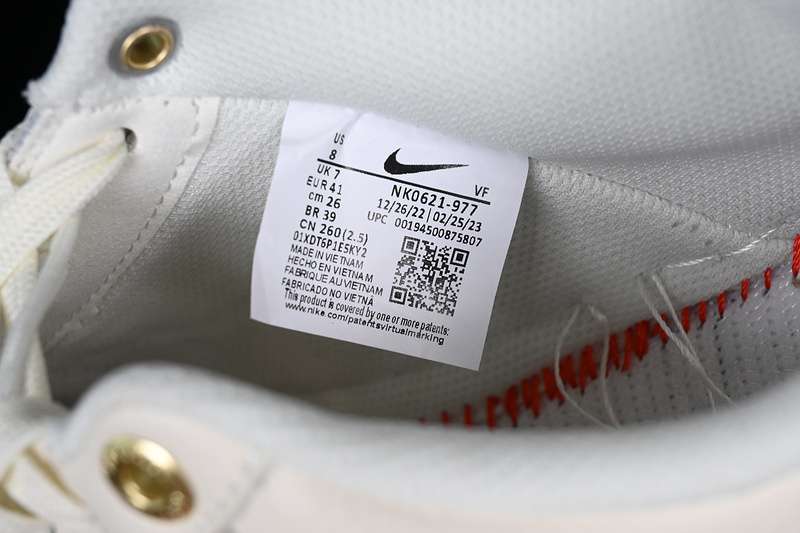 US
8
UK 7
EUR 41
cm 26
BR 39
CN 260(2.5)
01XDT6P1E5KY2
MADE IN VIETNAM
HECHO EN VIETNAM
FABRIQUE AU VIETNAM
FABRICADO NO VIETNÃ
This product is covered by one or more patents:
www.nike.com/patentsvirtualmarking
VF
NK0621-977
12/26/22 | 02/25/23
UPC 00194500875807